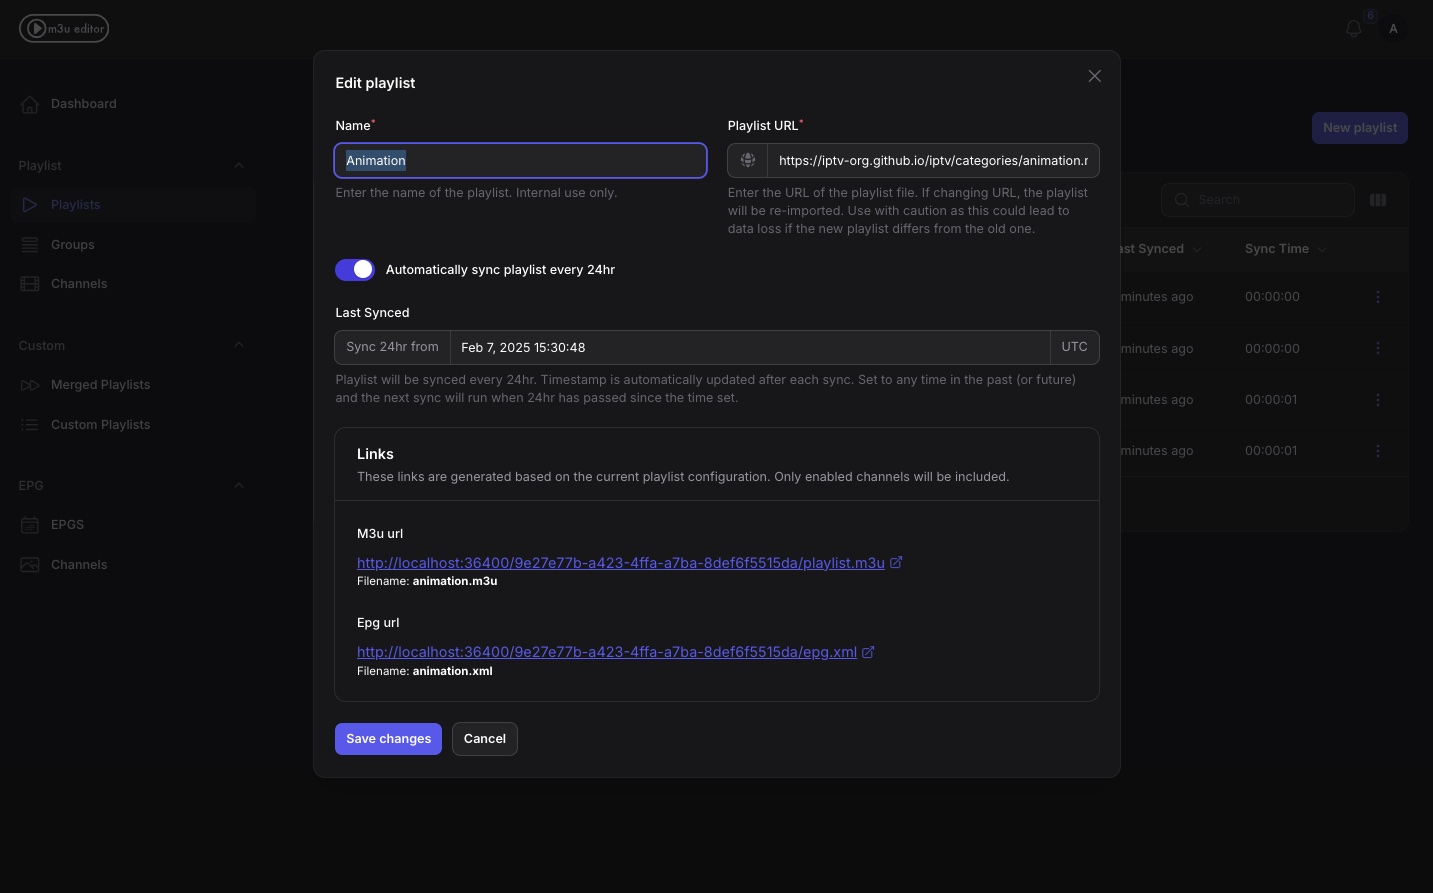 m3u editor
6
A
Dashboard
Playlist
Playlists
Groups
Channels
Custom
Merged Playlists
Custom Playlists
EPG
EPGS
Channels
New playlist
Search
Synced
Sync Time
minutes ago
00:00:00
minutes ago
00:00:00
minutes ago
00:00:01
minutes ago
00:00:01
Edit playlist
Name*
Animation
Enter the name of the playlist. Internal use only.
Playlist URL*
https://iptv-org.github.io/iptv/categories/animation.
Enter the URL of the playlist file. If changing URL, the playlist
will be re-imported. Use with caution as this could lead to
data loss if the new playlist differs from the old one.
Automatically sync playlist every 24hr
Last Synced
Sync 24hr from
Feb 7, 2025 15:30:48
UTC
Playlist will be synced every 24hr. Timestamp is automatically updated after each sync. Set to any time in the past (or future)
and the next sync will run when 24hr has passed since the time set.
Links
These links are generated based on the current playlist configuration. Only enabled channels will be included.
M3u url
http://localhost:36400/9e27e77b-a423-4ffa-a7ba-8def6f5515da/playlist.m3u
Filename: animation.m3u
Epg url
http://localhost:36400/9e27e77b-a423-4ffa-a7ba-8def6f5515da/epg.xml
Filename: animation.xml
Save changes
Cancel